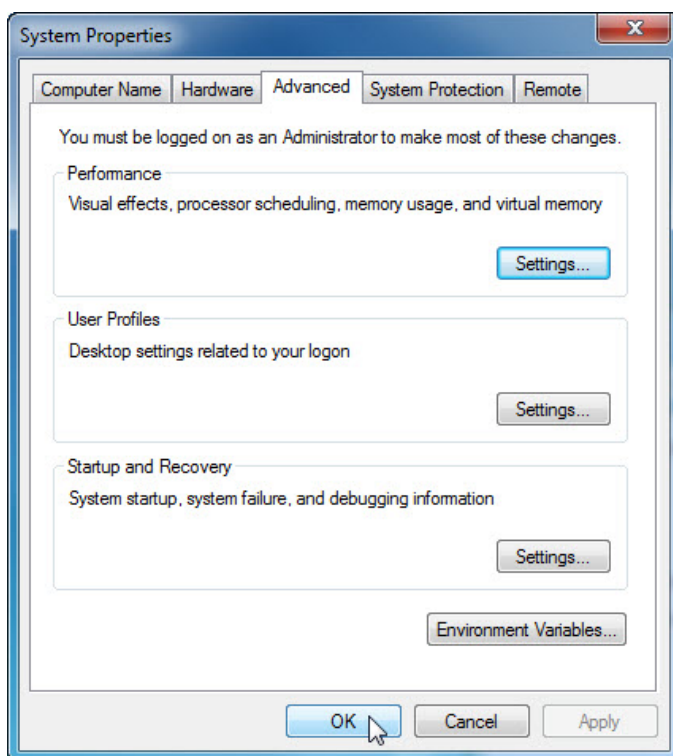 System Properties
Computer Name Hardware Advanced System Protection Remote
You must be logged on as an Administrator to make most of these changes.
Performance
Visual effects, processor scheduling, memory usage, and virtual memory
Settings...
User Profiles
Desktop settings related to your logon
Settings...
Startup and Recovery
System startup, system failure, and debugging information
Settings...
Environment Variables...
OK Cancel Apply